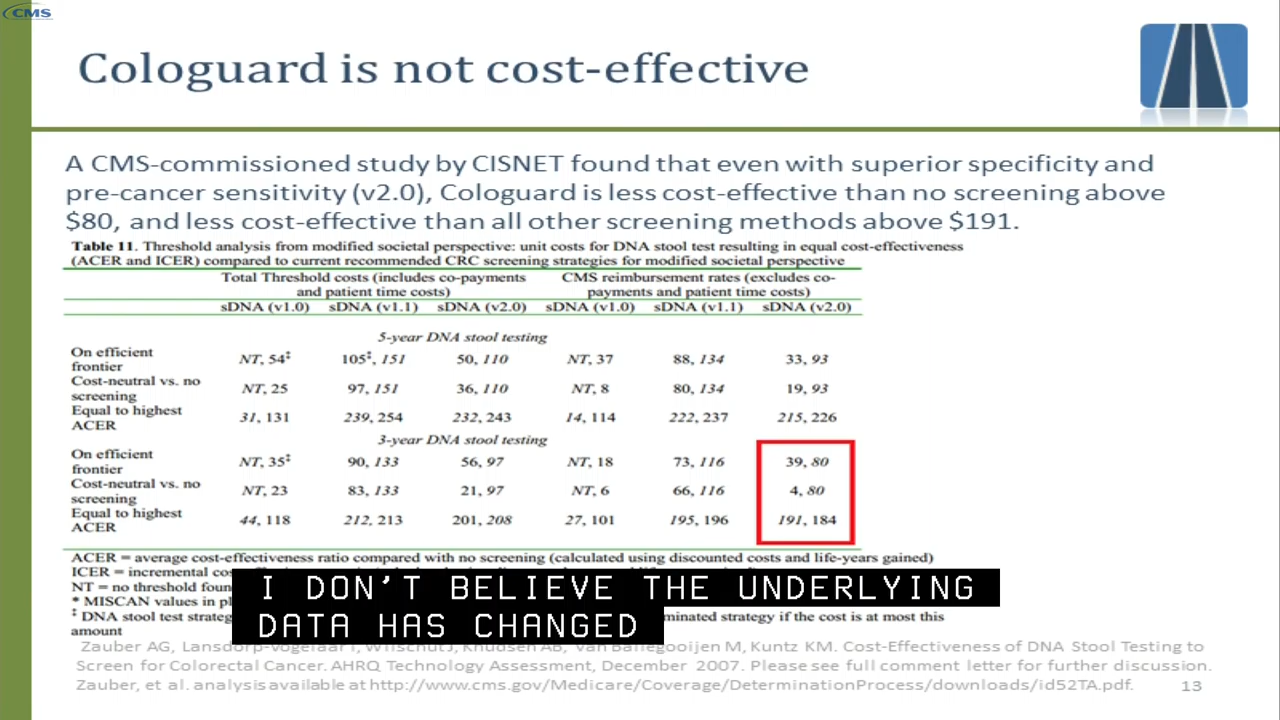 CMS
Cologuard is not cost-effective
A CMS-commissioned study by CISNET found that even with superior specificity and
pre-cancer sensitivity (v2.0), Cologuard is less cost-effective than no screening above
$80, and less cost-effective than all other screening methods above $191.
Table 11. Threshold analysis from modified societal perspective: unit costs for DNA stool test resulting in equal cost-effectiveness
(ACER and ICER) compared to current recommended CRC screening strategies for modified societal perspective
Total Threshold costs (includes co-payments CMS reimbursement rates (excludes co-
and patient time costs) payments and patient time costs)
sDNA (v1.0) sDNA (v1.1) sDNA (v2.0) sDNA (v1.0) sDNA (v1.1) sDNA (v2.0)
5-year DNA stool testing
On efficient
frontier NT, 54‡ 105‡, 151 50, 110 NT, 37 88, 134 33, 93
Cost-neutral vs. no
screening NT, 25 97, 151 36, 110 NT, 8 80, 134 19, 93
Equal to highest
ACER 31, 131 239, 254 232, 243 14, 114 222, 237 215, 226
3-year DNA stool testing
On efficient
frontier NT, 35‡ 90, 133 56, 97 NT, 18 73, 116 39, 80
Cost-neutral vs. no
screening NT, 23 83, 133 21, 97 NT, 6 66, 116 4, 80
Equal to highest
ACER 44, 118 212, 213 201, 208 27, 101 195, 196 191, 184
ACER = average cost-effectiveness ratio compared with no screening (calculated using discounted costs and life-years gained)
ICER = incremental
NT = no threshold
* MISCAN values in
‡ DNA stool test if the cost is at most this
amount
I DON'T BELIEVE THE UNDERLYING
DATA HAS CHANGED
Zauber AG, Lansdorp-Vogelaar I, Wilschut J, Knudsen AB, Van Ballegooijen M, Kuntz KM. Cost-Effectiveness of DNA Stool Testing to
Screen for Colorectal Cancer. AHRQ Technology Assessment, December 2007. Please see full comment letter for further discussion.
Zauber, et al. analysis available at http://www.cms.gov/Medicare/Coverage/DeterminationProcess/downloads/id52TA.pdf.
13